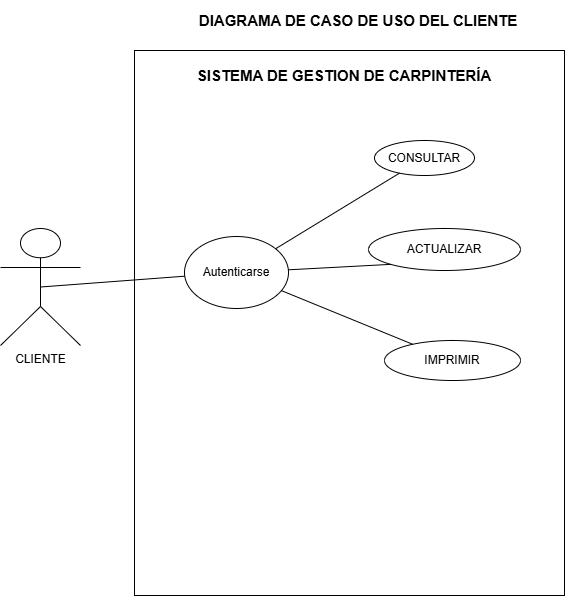 DIAGRAMA DE CASO DE USO DEL CLIENTE
SISTEMA DE GESTION DE CARPINTERÍA
CONSULTAR
ACTUALIZAR
Autenticarse
IMPRIMIR
CLIENTE